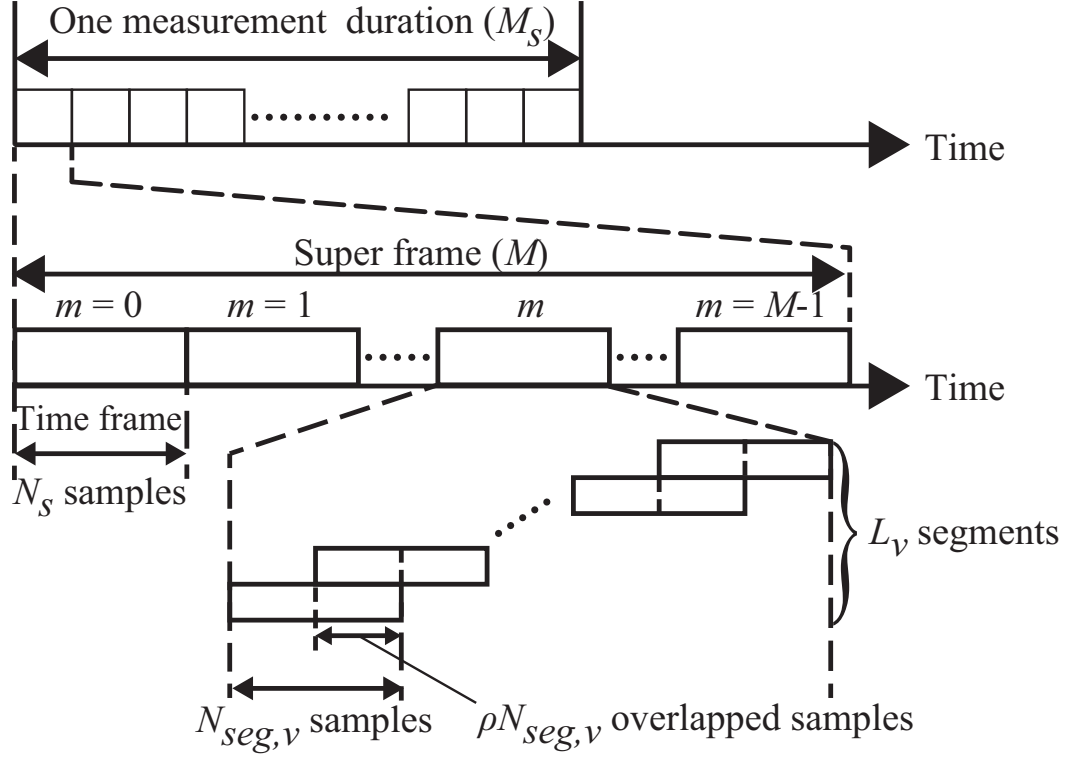 One measurement duration (M_s)
Time
Super frame (M)
m = 0
m = 1
m
m = M-1
Time
Time frame
N_s samples
L_v segments
N_seg,v samples
ρN_seg,v overlapped samples